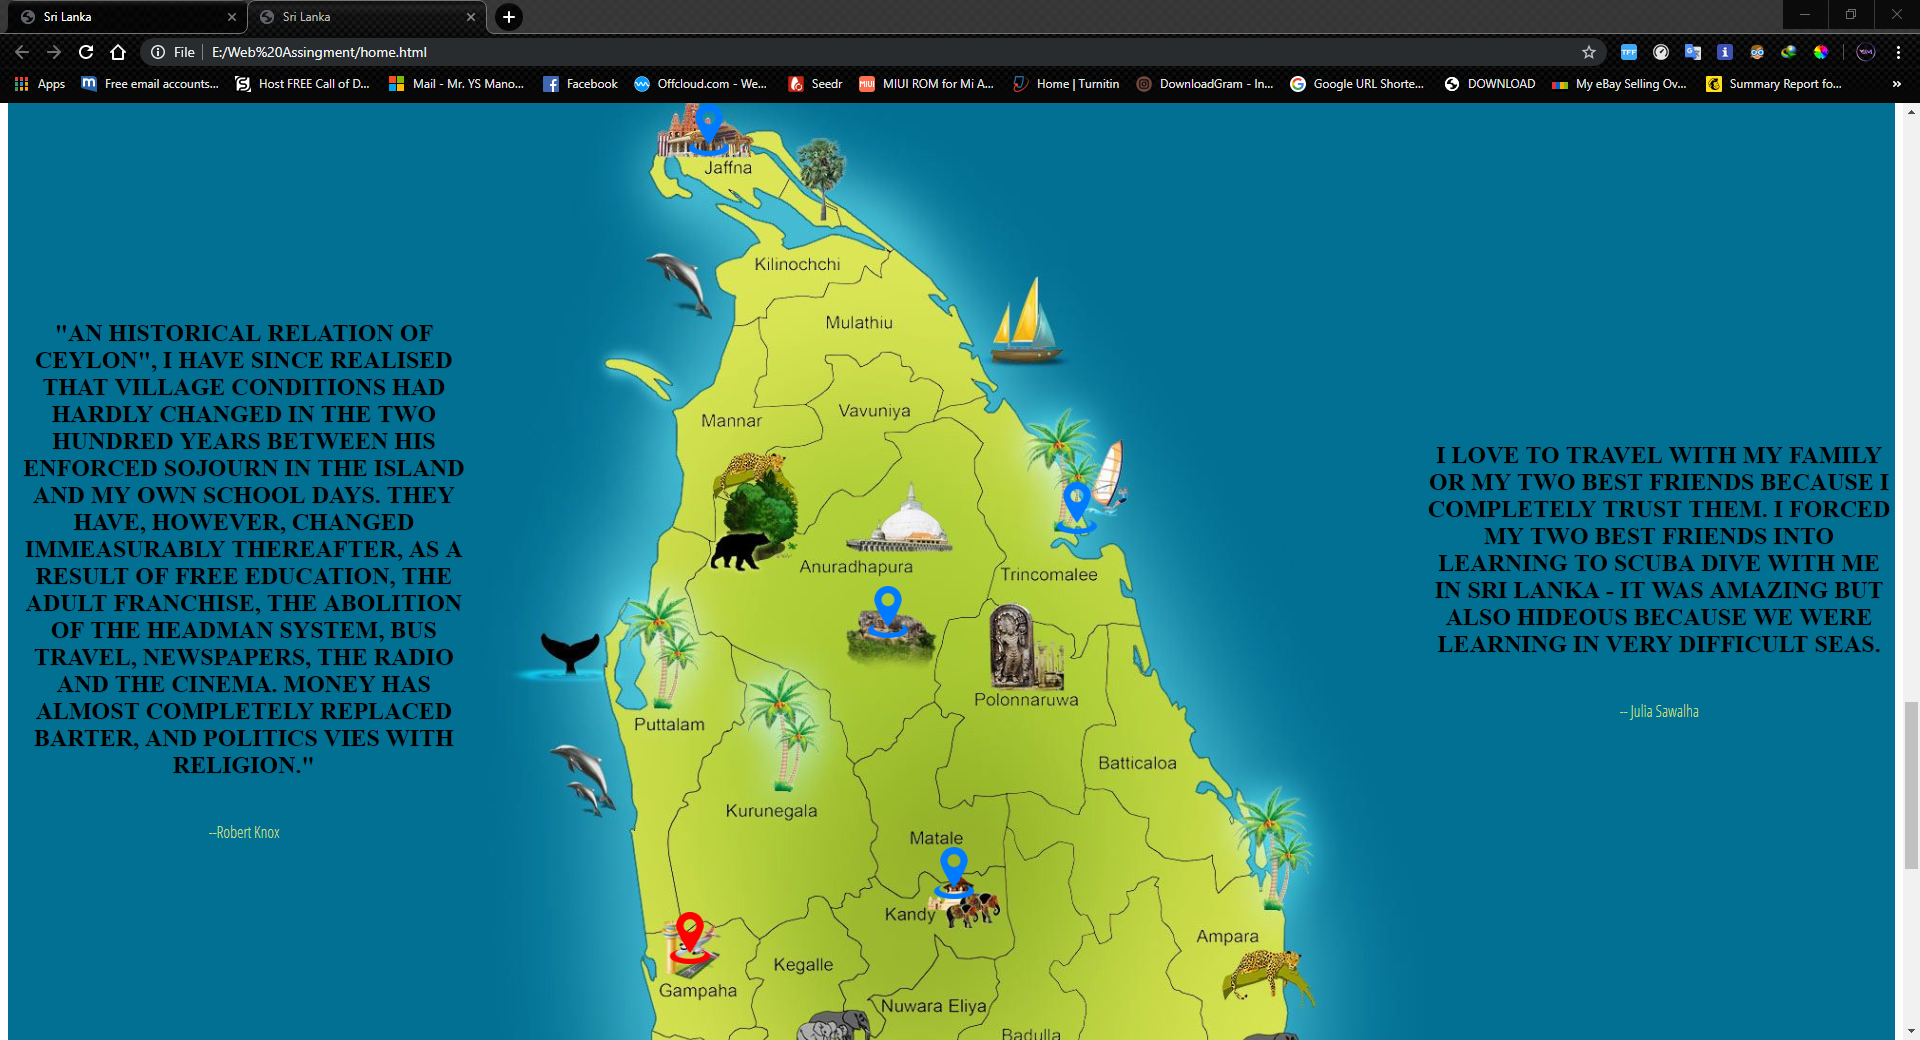 Sri Lanka
Sri Lanka
File
E:/Web%20Assingment/home.html
Apps
Free email accounts...
Host FREE Call of D...
Mail - Mr. YS Mano...
Facebook
Offcloud.com - We...
Seedr
MIUI ROM for Mi A...
Home | Turnitin
DownloadGram - In...
Google URL Shorte...
DOWNLOAD
My eBay Selling Ov...
Summary Report fo...
»
"AN HISTORICAL RELATION OF
CEYLON", I HAVE SINCE REALISED
THAT VILLAGE CONDITIONS HAD
HARDLY CHANGED IN THE TWO
HUNDRED YEARS BETWEEN HIS
ENFORCED SOJOURN IN THE ISLAND
AND MY OWN SCHOOL DAYS. THEY
HAVE, HOWEVER, CHANGED
IMMEASURABLY THEREAFTER, AS A
RESULT OF FREE EDUCATION, THE
ADULT FRANCHISE, THE ABOLITION
OF THE HEADMAN SYSTEM, BUS
TRAVEL, NEWSPAPERS, THE RADIO
AND THE CINEMA. MONEY HAS
ALMOST COMPLETELY REPLACED
BARTER, AND POLITICS VIES WITH
RELIGION."
--Robert Knox
Jaffna
Kilinochchi
Mulathiu
Vavuniya
Mannar
Anuradhapura
Trincomalee
Polonnaruwa
Puttalam
Batticaloa
Kurunegala
Matale
Kandy
Ampara
Kegalle
Gampaha
Nuwara Eliya
Badulla
I LOVE TO TRAVEL WITH MY FAMILY
OR MY TWO BEST FRIENDS BECAUSE I
COMPLETELY TRUST THEM. I FORCED
MY TWO BEST FRIENDS INTO
LEARNING TO SCUBA DIVE WITH ME
IN SRI LANKA - IT WAS AMAZING BUT
ALSO HIDEOUS BECAUSE WE WERE
LEARNING IN VERY DIFFICULT SEAS.
-- Julia Sawalha